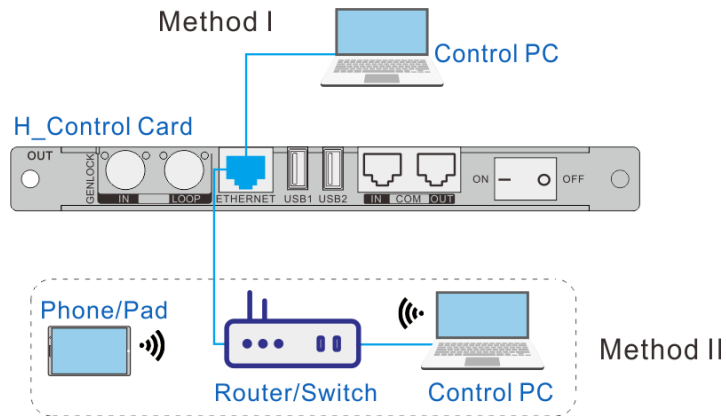 Method I
Control PC
H_Control Card
OUT
GENLOCK
IN
LOOP
ETHERNET
USB1
USB2
IN
COM
OUT
ON
OFF
Phone/Pad
Router/Switch
Control PC
Method II